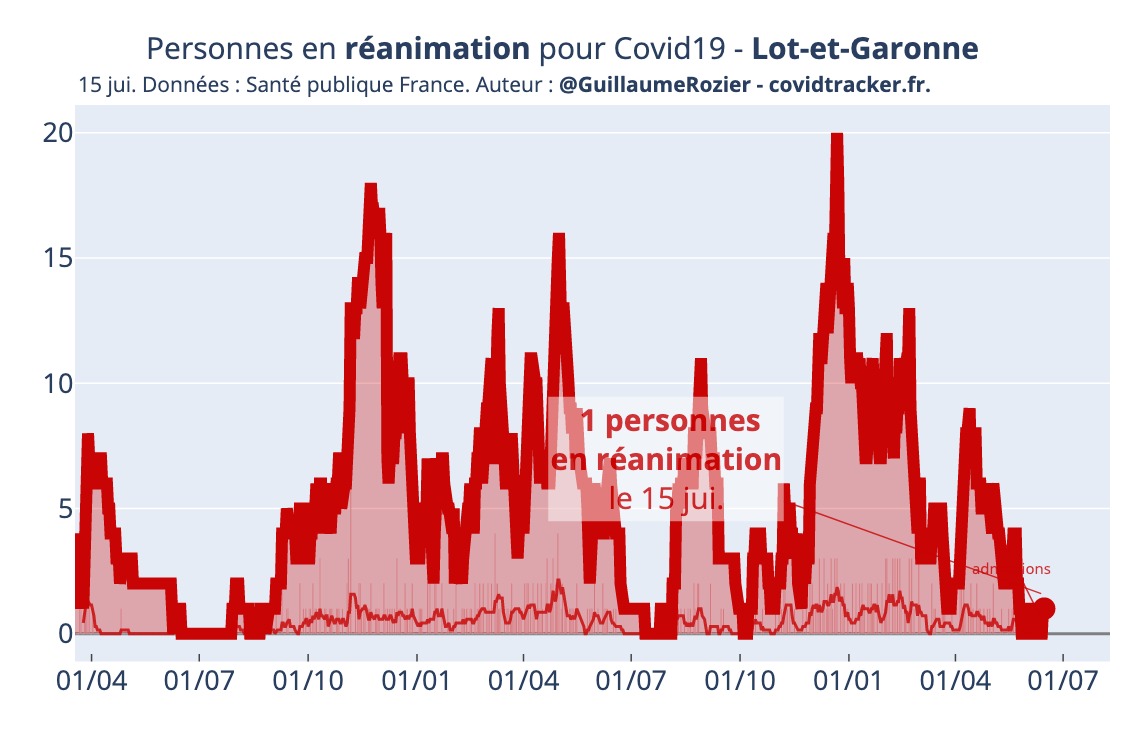 Personnes en réanimation pour Covid19 - Lot-et-Garonne
15 jui. Données : Santé publique France. Auteur : @GuillaumeRozier - covidtracker.fr.
20
15
10
5
0
1 personnes
en réanimation
le 15 jui.
admissions
01/04 01/07 01/10 01/01 01/04 01/07 01/10 01/01 01/04 01/07